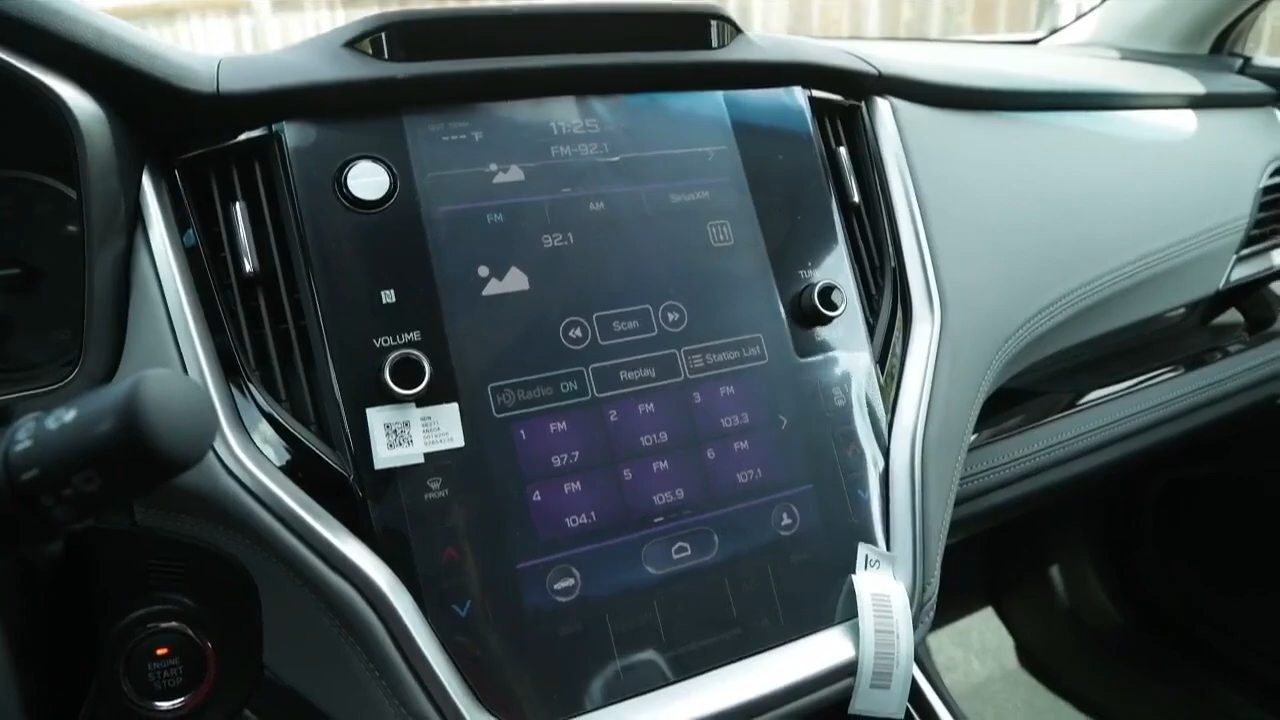 --- °F
11:25
FM-92.1
FM
AM
SiriusXM
92.1
TUNE
Scan
VOLUME
HD Radio ON
Replay
Station List
1 FM
97.7
2 FM
101.9
3 FM
103.3
4 FM
104.1
5 FM
105.9
6 FM
107.1
FRONT
ENGINE
START
STOP